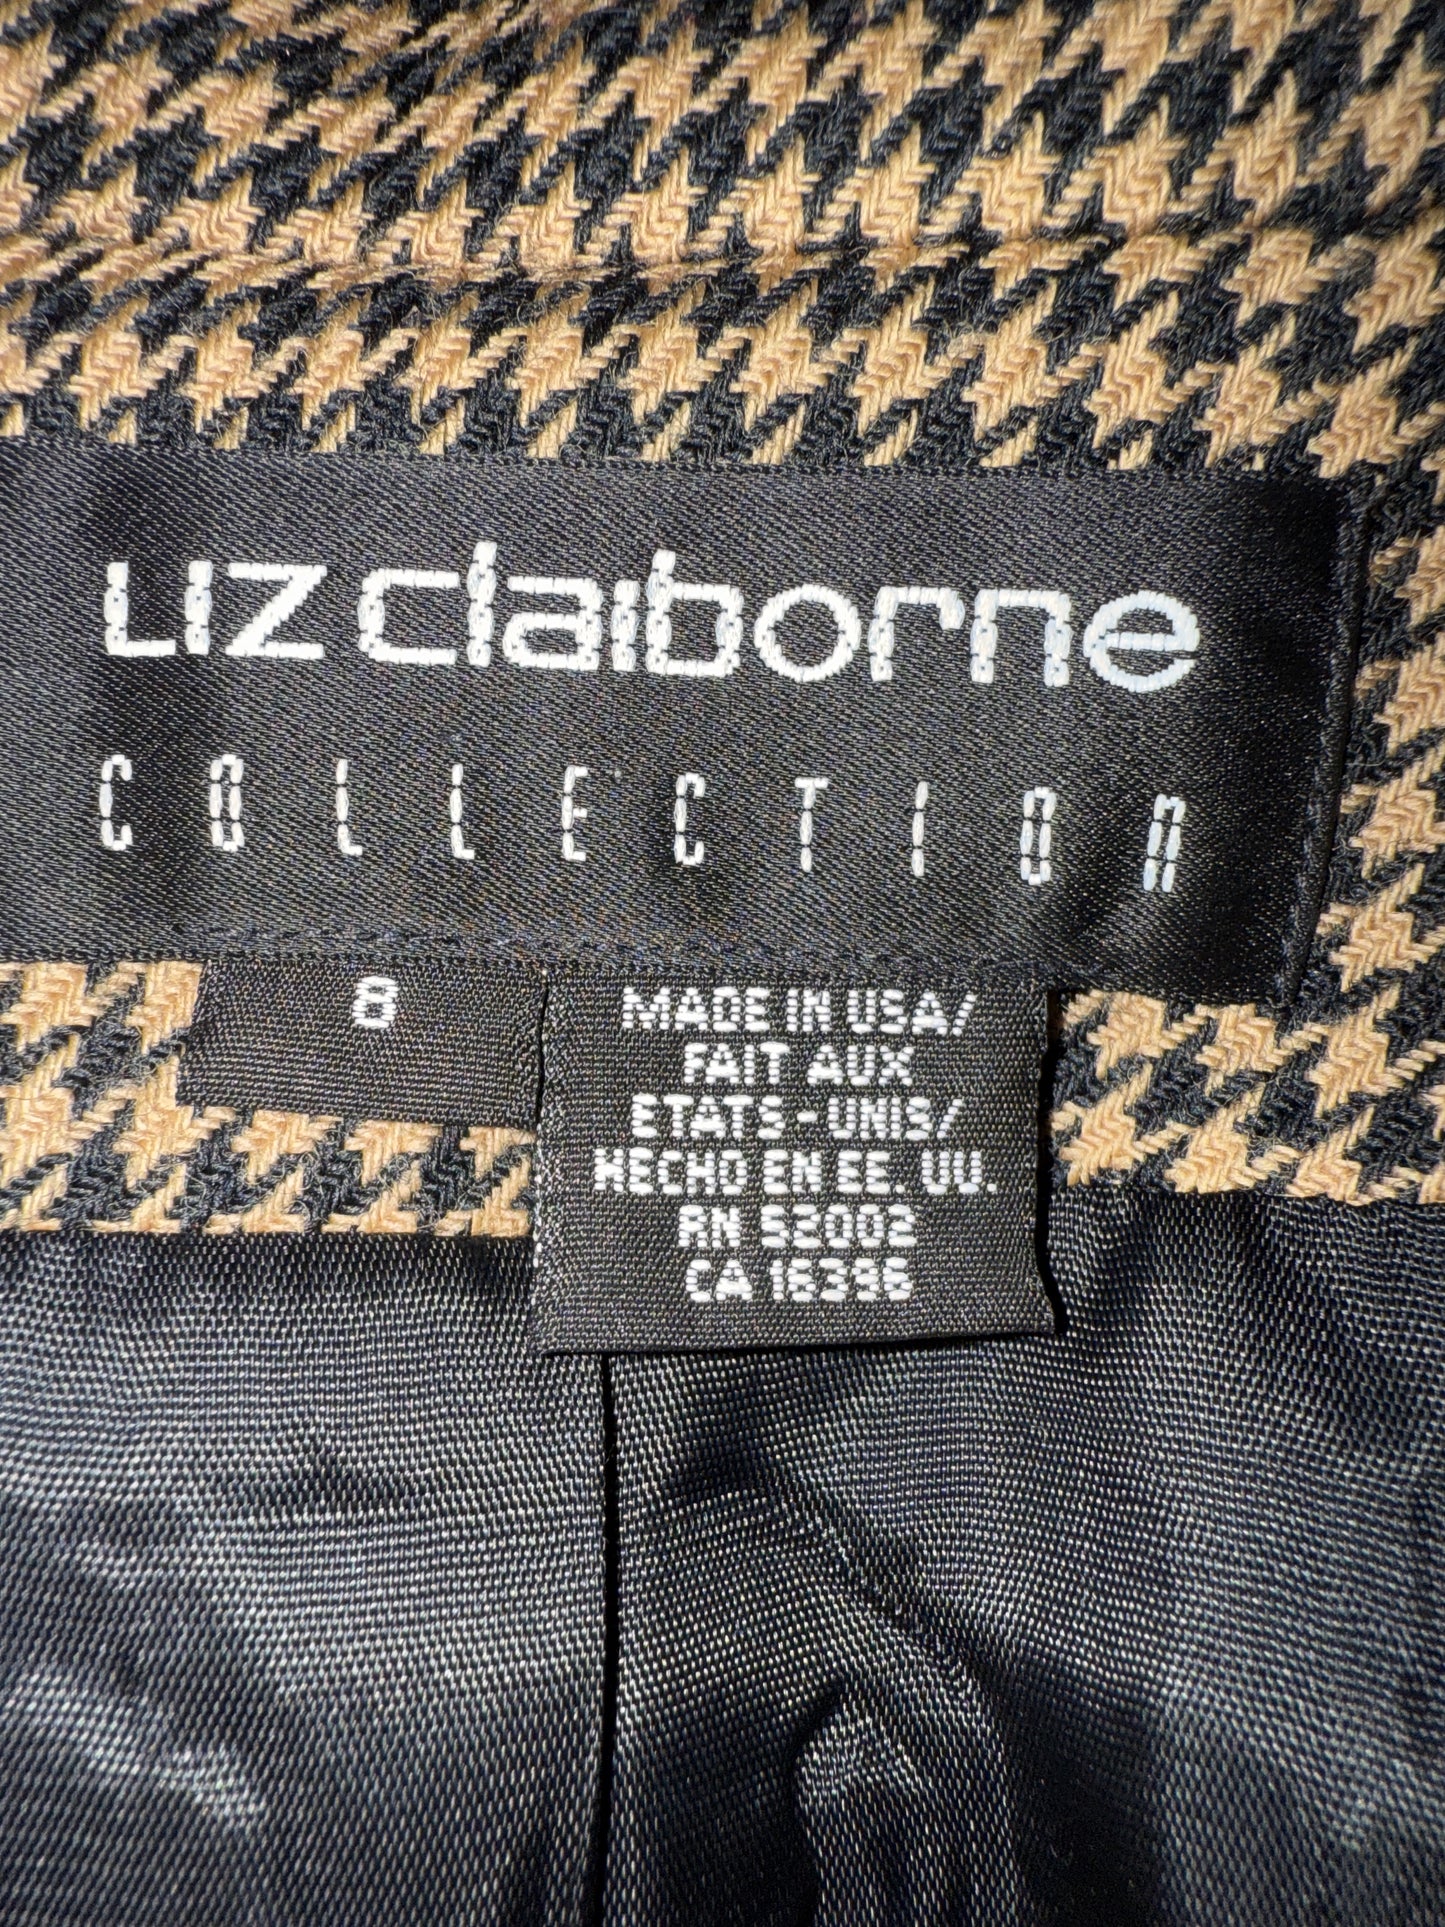 Liz claiborne
COLLECTION
8
MADE IN USA/
FAIT AUX
ETATS-UNIS/
HECHO EN EE. UU.
RN 52002
CA 16396